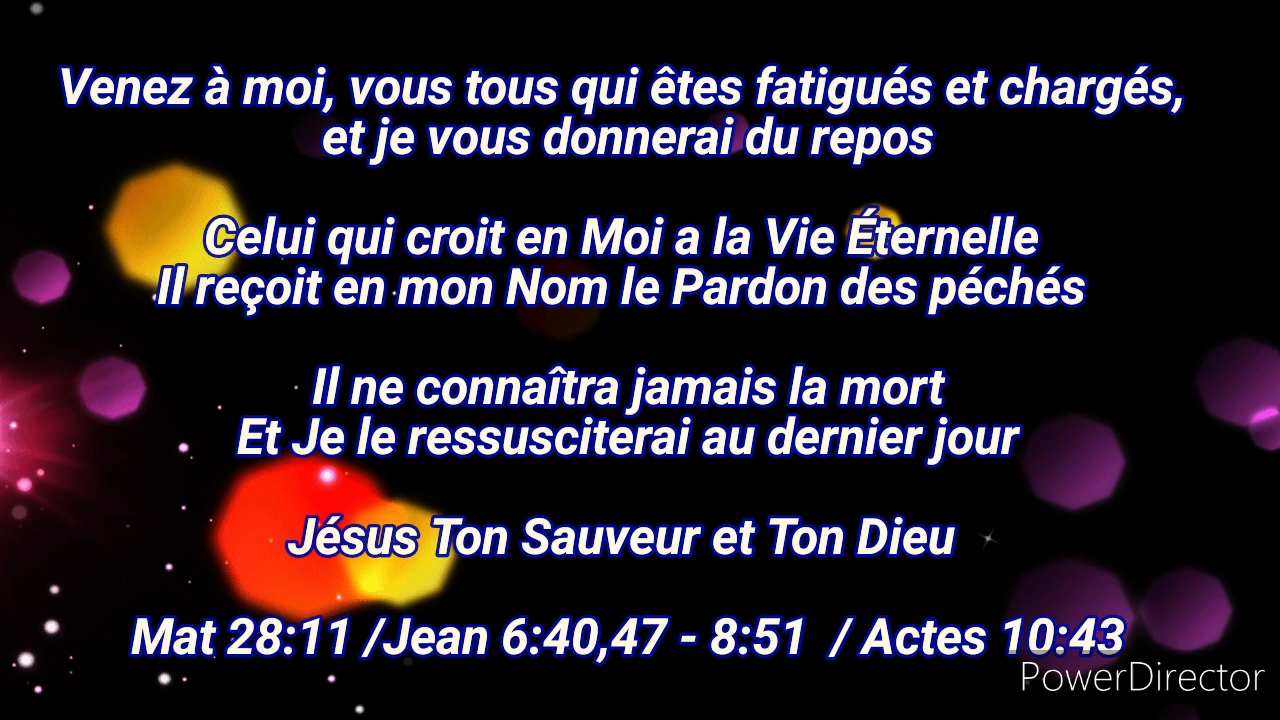 Venez à moi, vous tous qui êtes fatigués et chargés,
et je vous donnerai du repos
Celui qui croit en Moi a la Vie Éternelle
Il reçoit en mon Nom le Pardon des péchés
Il ne connaîtra jamais la mort
Et Je le ressusciterai au dernier jour
Jésus Ton Sauveur et Ton Dieu
Mat 28:11 /Jean 6:40,47 - 8:51 / Actes 10:43
PowerDirector